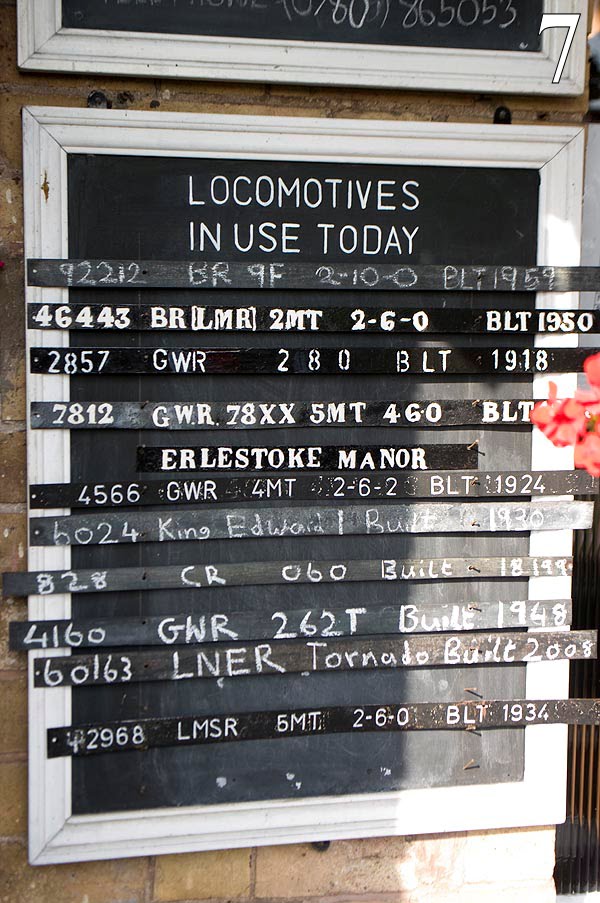 TELEPHONE (01780) 865053
7
LOCOMOTIVES
IN USE TODAY
92212 BR 9F 2-10-0 BLT 1959
46443 BR(LMR) 2MT 2-6-0 BLT 1950
2857 GWR 2 8 0 BLT 1918
7812 GWR. 78XX 5MT 460 BLT
ERLESTOKE MANOR
4566 GWR 4MT 2-6-2 BLT 1924
6024 King Edward I Built 1930
828 CR 060 Built 1899
4160 GWR 262T Built 1948
60163 LNER Tornado Built 2008
42968 LMSR 5MT 2-6-0 BLT 1934